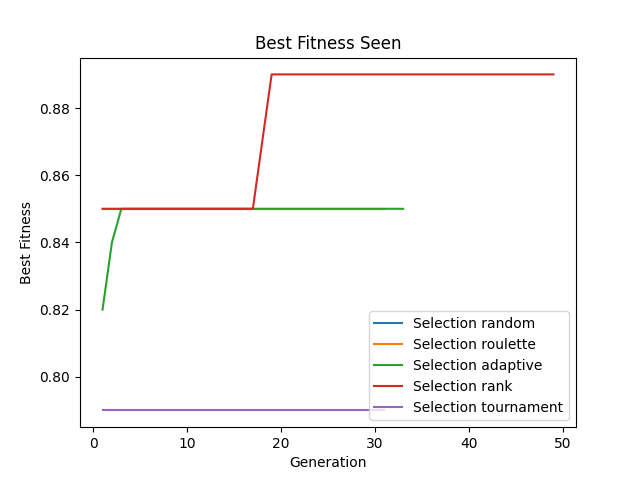 Best Fitness Seen
Best Fitness
0.88
0.86
0.84
0.82
0.80
Selection random
Selection roulette
Selection adaptive
Selection rank
Selection tournament
0 10 20 30 40 50
Generation